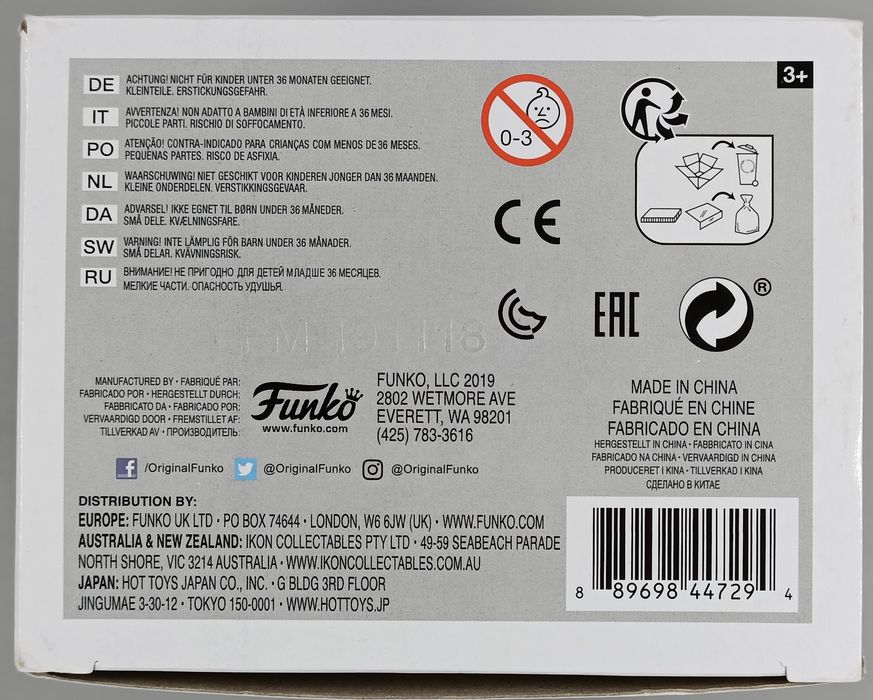 3+
DE ACHTUNG! NICHT FÜR KINDER UNTER 36 MONATEN GEEIGNET.
KLEINTEILE. ERSTICKUNGSGEFAHR.
IT AVVERTENZA! NON ADATTO A BAMBINI DI ETÀ INFERIORE A 36 MESI.
PICCOLE PARTI. RISCHIO DI SOFFOCAMENTO.
PO ATENÇÃO! CONTRA-INDICADO PARA CRIANÇAS COM MENOS DE 36 MESES.
PEQUENAS PARTES. RISCO DE ASFIXIA.
NL WAARSCHUWING! NIET GESCHIKT VOOR KINDEREN JONGER DAN 36 MAANDEN.
KLEINE ONDERDELEN. VERSTIKKINGSGEVAAR.
DA ADVARSEL! IKKE EGNET TIL BØRN UNDER 36 MÅNEDER.
SMÅ DELE. KVÆLNINGSFARE.
SW VARNING! INTE LÄMPLIG FÖR BARN UNDER 36 MÅNADER.
SMÅ DELAR. KVÄVNINGSRISK.
RU ВНИМАНИЕ! НЕ ПРИГОДНО ДЛЯ ДЕТЕЙ МЛАДШЕ 36 МЕСЯЦЕВ.
МЕЛКИЕ ЧАСТИ. ОПАСНОСТЬ УДУШЬЯ.
0-3
CE
EAC
®
MANUFACTURED BY • FABRIQUÉ PAR:
FABRICADO POR • HERGESTELLT DURCH:
FABBRICATO DA • FABRICADO POR:
VERVAARDIGD DOOR • FREMSTILLET AF:
TILLVERKAD AV • ПРОИЗВОДИТЕЛЬ:
Funko
www.funko.com
FUNKO, LLC 2019
2802 WETMORE AVE
EVERETT, WA 98201
(425) 783-3616
/OriginalFunko @OriginalFunko @OriginalFunko
MADE IN CHINA
FABRIQUÉ EN CHINE
FABRICADO EN CHINA
HERGESTELLT IN CHINA • FABBRICATO IN CINA
FABRICADO NA CHINA • VERVAARDIGD IN CHINA
PRODUCERET I KINA • TILLVERKAD I KINA
СДЕЛАНО В КИТАЕ
DISTRIBUTION BY:
EUROPE: FUNKO UK LTD • PO BOX 74644 • LONDON, W6 6JW (UK) • WWW.FUNKO.COM
AUSTRALIA & NEW ZEALAND: IKON COLLECTABLES PTY LTD • 49-59 SEABEACH PARADE
NORTH SHORE, VIC 3214 AUSTRALIA • WWW.IKONCOLLECTABLES.COM.AU
JAPAN: HOT TOYS JAPAN CO., INC. • G BLDG 3RD FLOOR
JINGUMAE 3-30-12 • TOKYO 150-0001 • WWW.HOTTOYS.JP
8 89698 44729 4